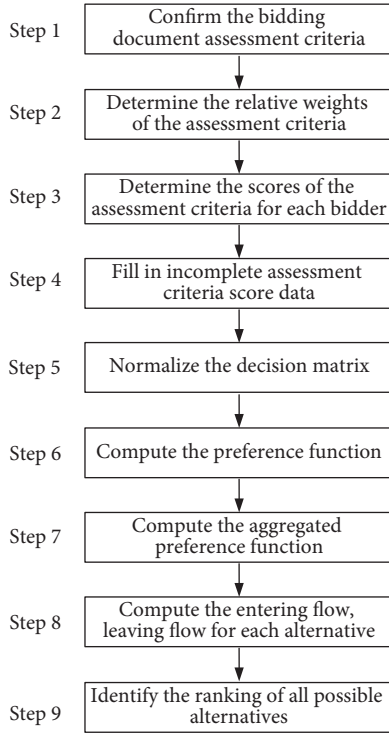 Step 1
Confirm the bidding
document assessment criteria
Step 2
Determine the relative weights
of the assessment criteria
Step 3
Determine the scores of the
assessment criteria for each bidder
Step 4
Fill in incomplete assessment
criteria score data
Step 5
Normalize the decision matrix
Step 6
Compute the preference function
Step 7
Compute the aggregated
preference function
Step 8
Compute the entering flow,
leaving flow for each alternative
Step 9
Identify the ranking of all possible
alternatives